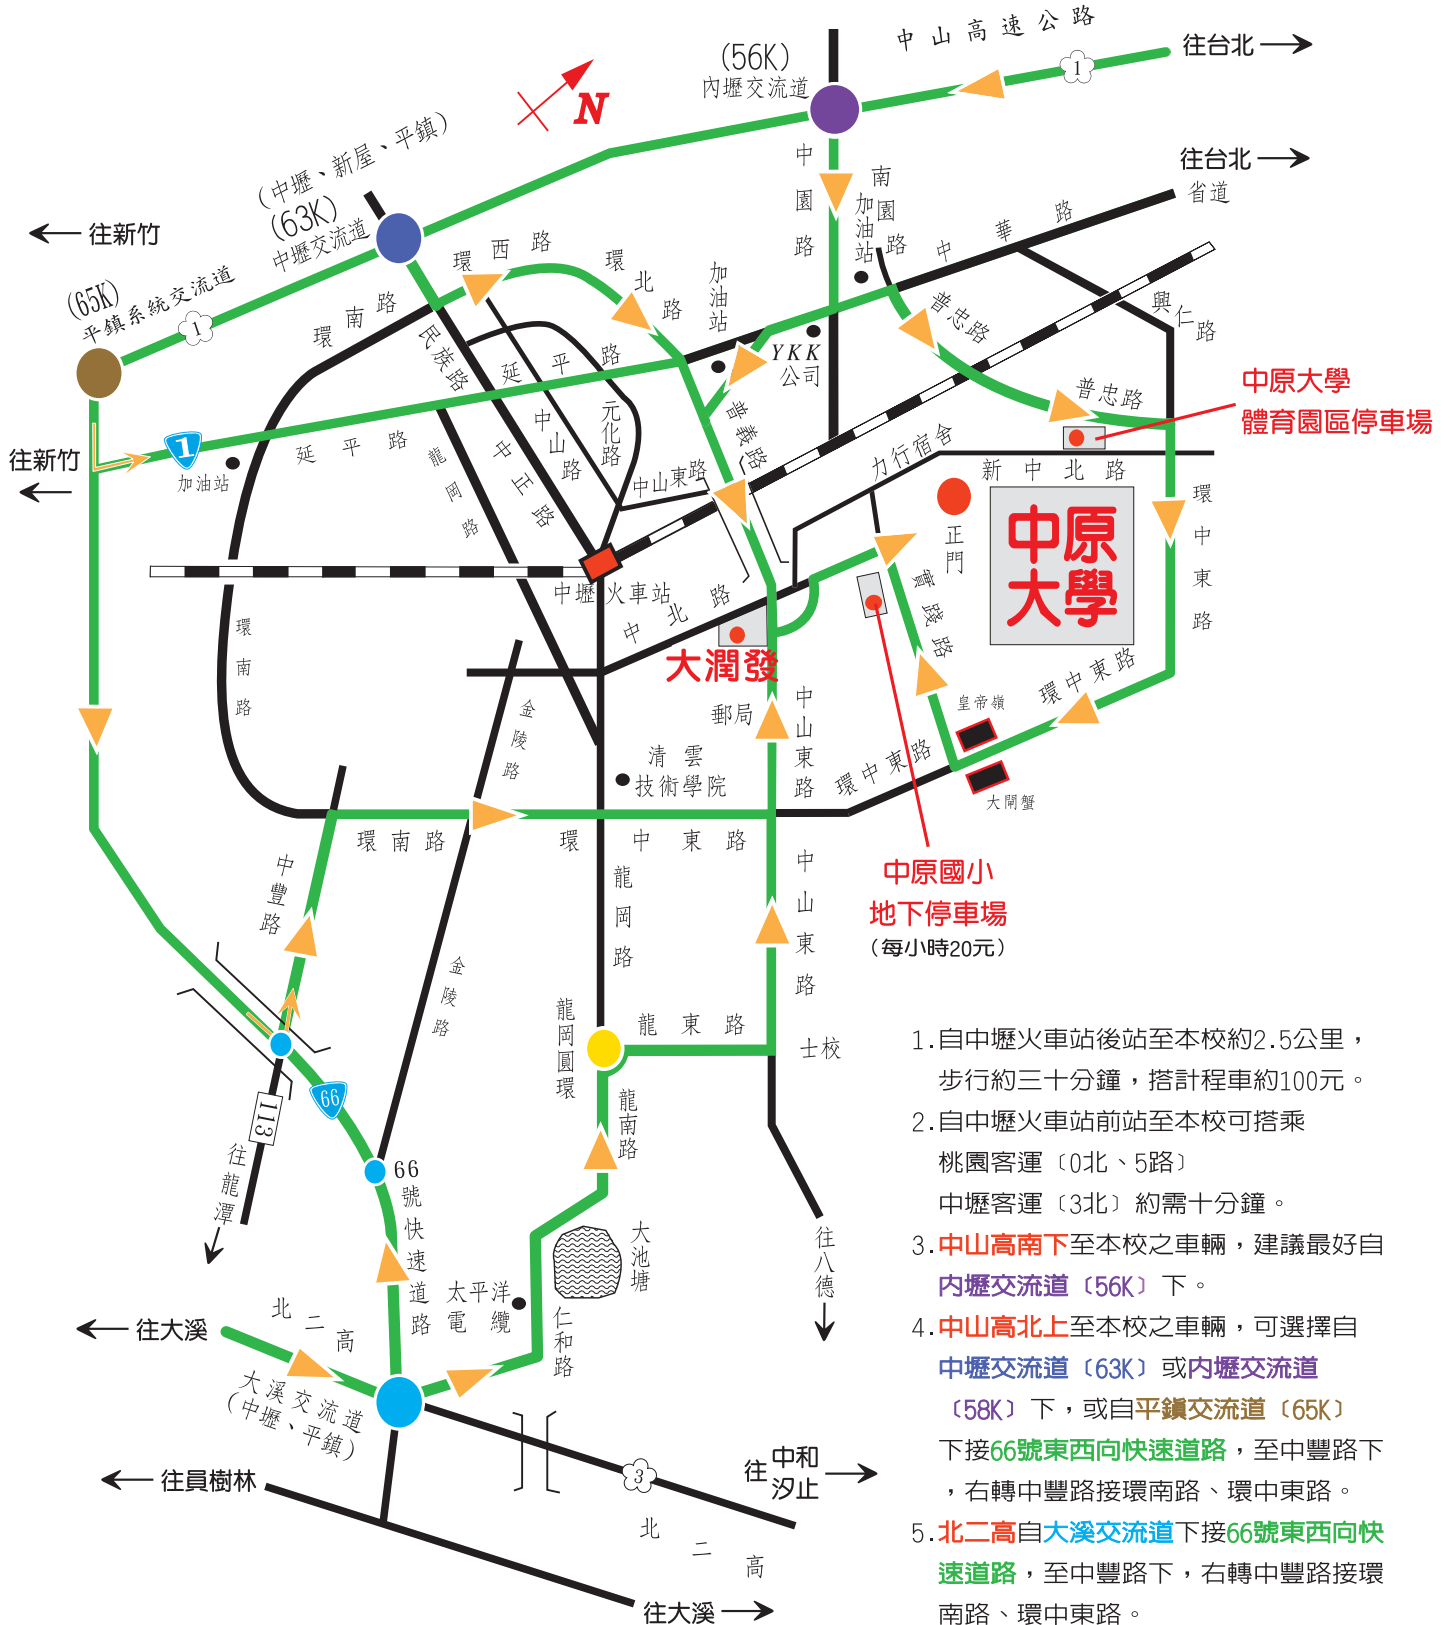 中山高速公路
1
往台北
(56K)
內壢交流道
N
往台北
省道
(中壢、新屋、平鎮)
(63K)
中壢交流道
往新竹
(65K)
平鎮系統交流道
1
中園路
南園路
加油站
中華路
環西路
環北路
加油站
環南路
民族路
延平路
YKK
公司
普忠路
興仁路
普忠路
中原大學
體育園區停車場
往新竹
1
加油站
延平路
龍岡路
中正路
中山路
元化路
中山東路
普義路
力行宿舍
新中北路
正門
中原
大學
環中東路
中壢火車站
中北路
大潤發
實踐路
環南路
金陵路
郵局
中山東路
清雲
技術學院
環中東路
皇帝嶺
大閘蟹
環中東路
環南路
環中東路
中豐路
龍岡路
中山東路
中原國小
地下停車場
(每小時20元)
金陵路
龍岡圓環
龍東路
士校
66
113
往龍潭
66
號快速道路
龍南路
大池塘
往八德
太平洋
電纜
仁和路
北二高
往大溪
大溪交流道
(中壢、平鎮)
往員樹林
3
往中和
汐止
北二高
往大溪
1.自中壢火車站後站至本校約2.5公里，
步行約三十分鐘，搭計程車約100元。
2.自中壢火車站前站至本校可搭乘
桃園客運〔0北、5路〕
中壢客運〔3北〕約需十分鐘。
3.中山高南下至本校之車輛，建議最好自
內壢交流道〔56K〕下。
4.中山高北上至本校之車輛，可選擇自
中壢交流道〔63K〕或內壢交流道
〔58K〕下，或自平鎮交流道〔65K〕
下接66號東西向快速道路，至中豐路下
，右轉中豐路接環南路、環中東路。
5.北二高自大溪交流道下接66號東西向快
速道路，至中豐路下，右轉中豐路接環
南路、環中東路。